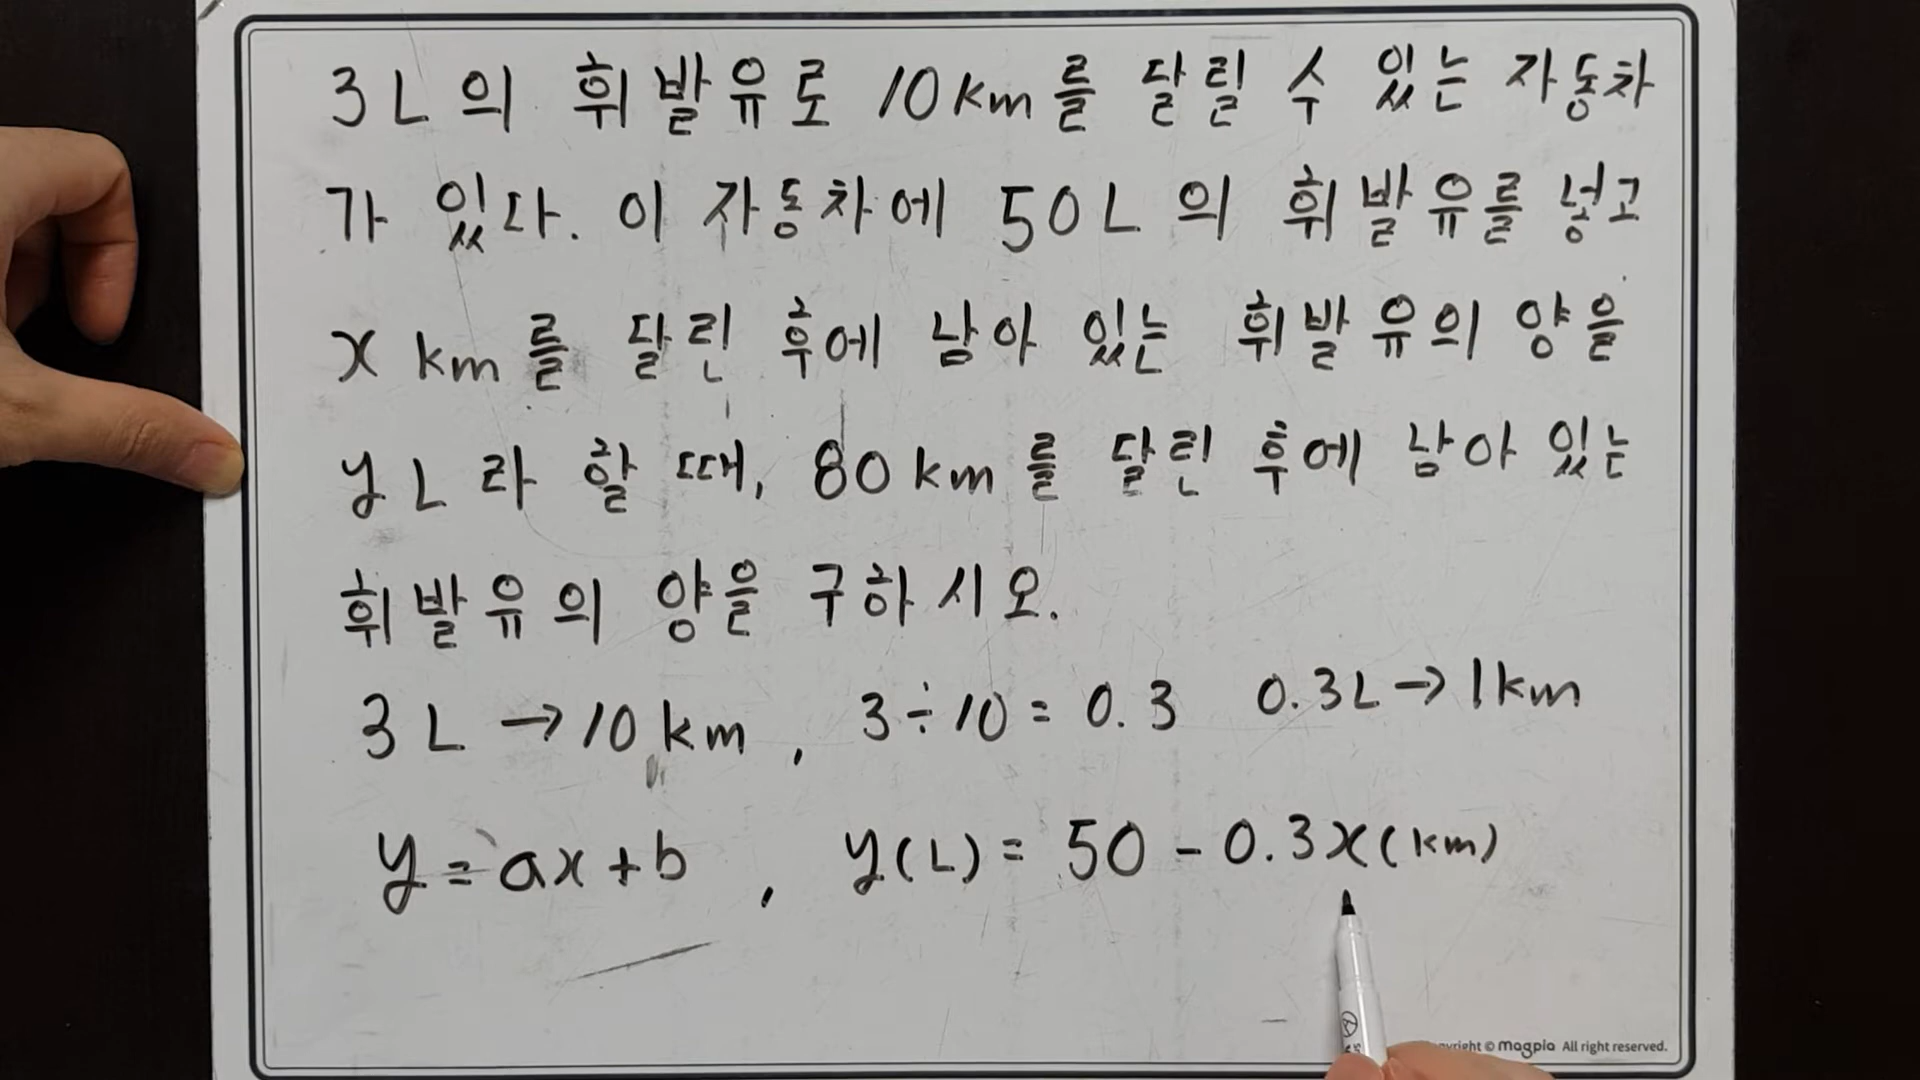 3L의 휘발유로 10km를 달릴 수 있는 자동차
가 있다. 이 자동차에 50L의 휘발유를 넣고
x km를 달린 후에 남아 있는 휘발유의 양을
y L라 할 때, 80km를 달린 후에 남아 있는
휘발유의 양을 구하시오.
3L → 10km, 3÷10 = 0.3 0.3L → 1km
y = ax+b, y(L) = 50 - 0.3x(km)
© magpia All right reserved.